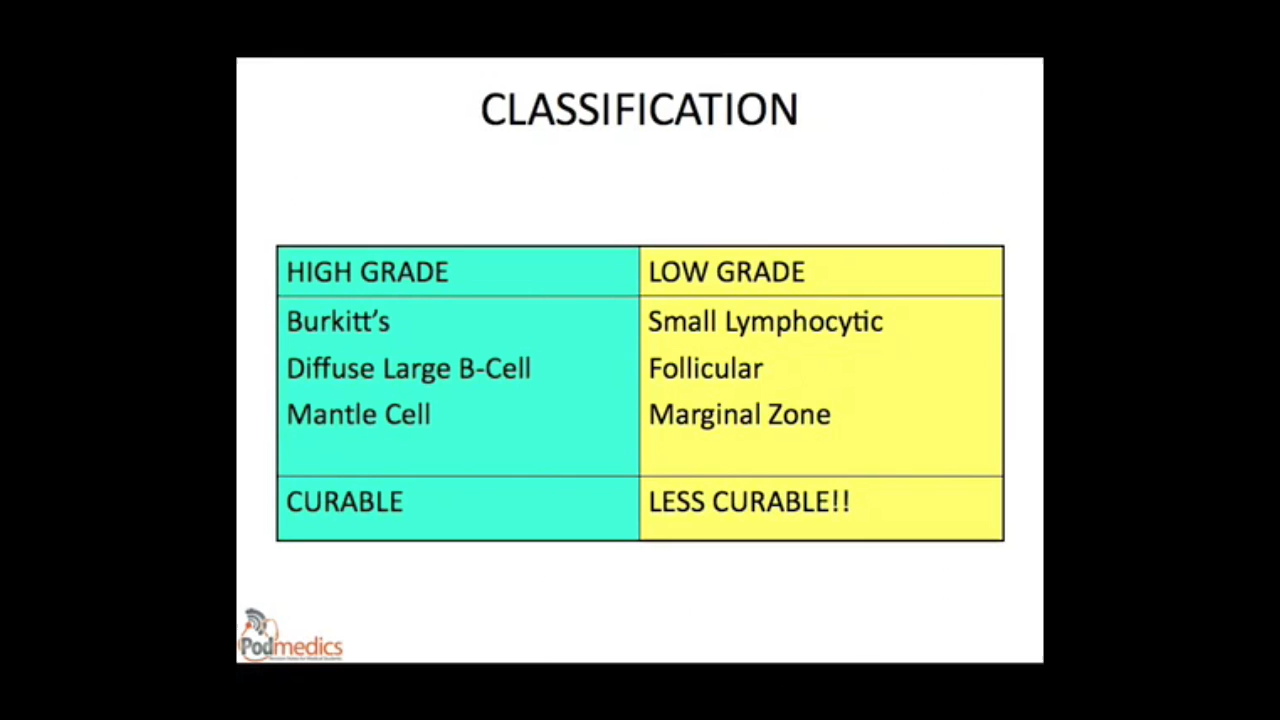 CLASSIFICATION
HIGH GRADE
LOW GRADE
Burkitt's
Diffuse Large B-Cell
Mantle Cell
Small Lymphocytic
Follicular
Marginal Zone
CURABLE
LESS CURABLE!!
Podmedics